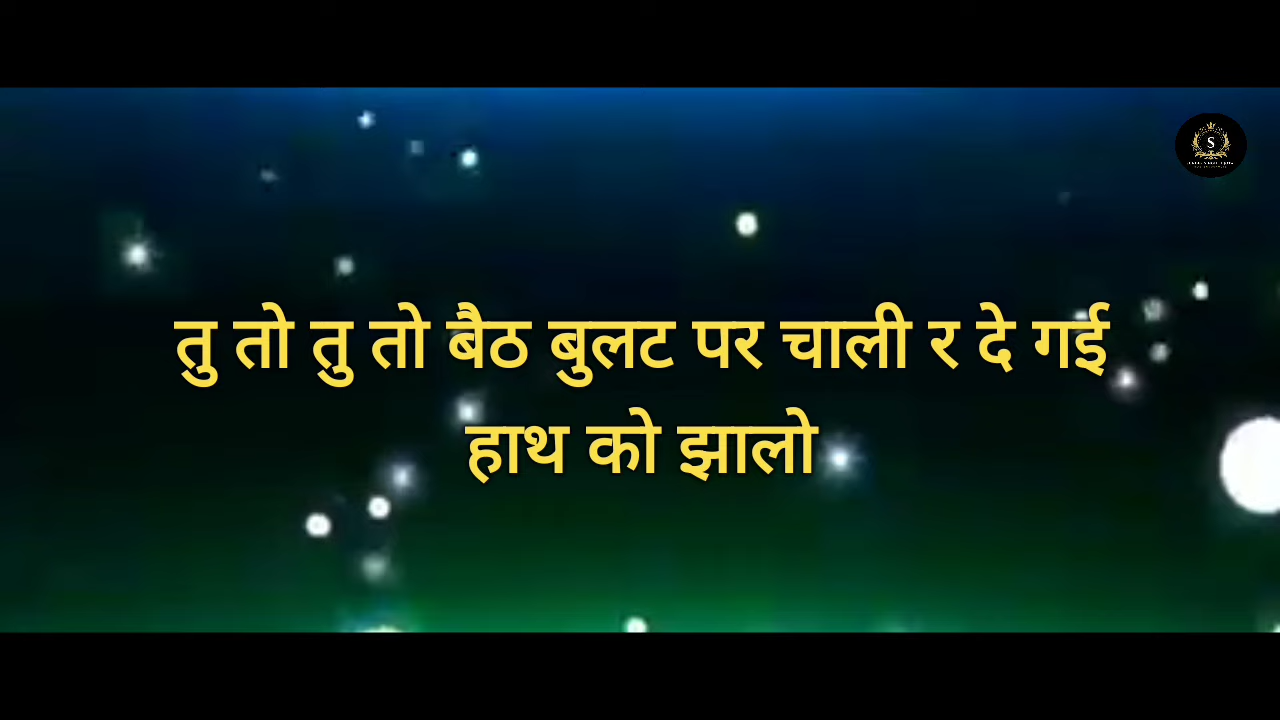 तु तो तु तो बैठ बुलट पर चाली र दे गई
हाथ को झालो
S